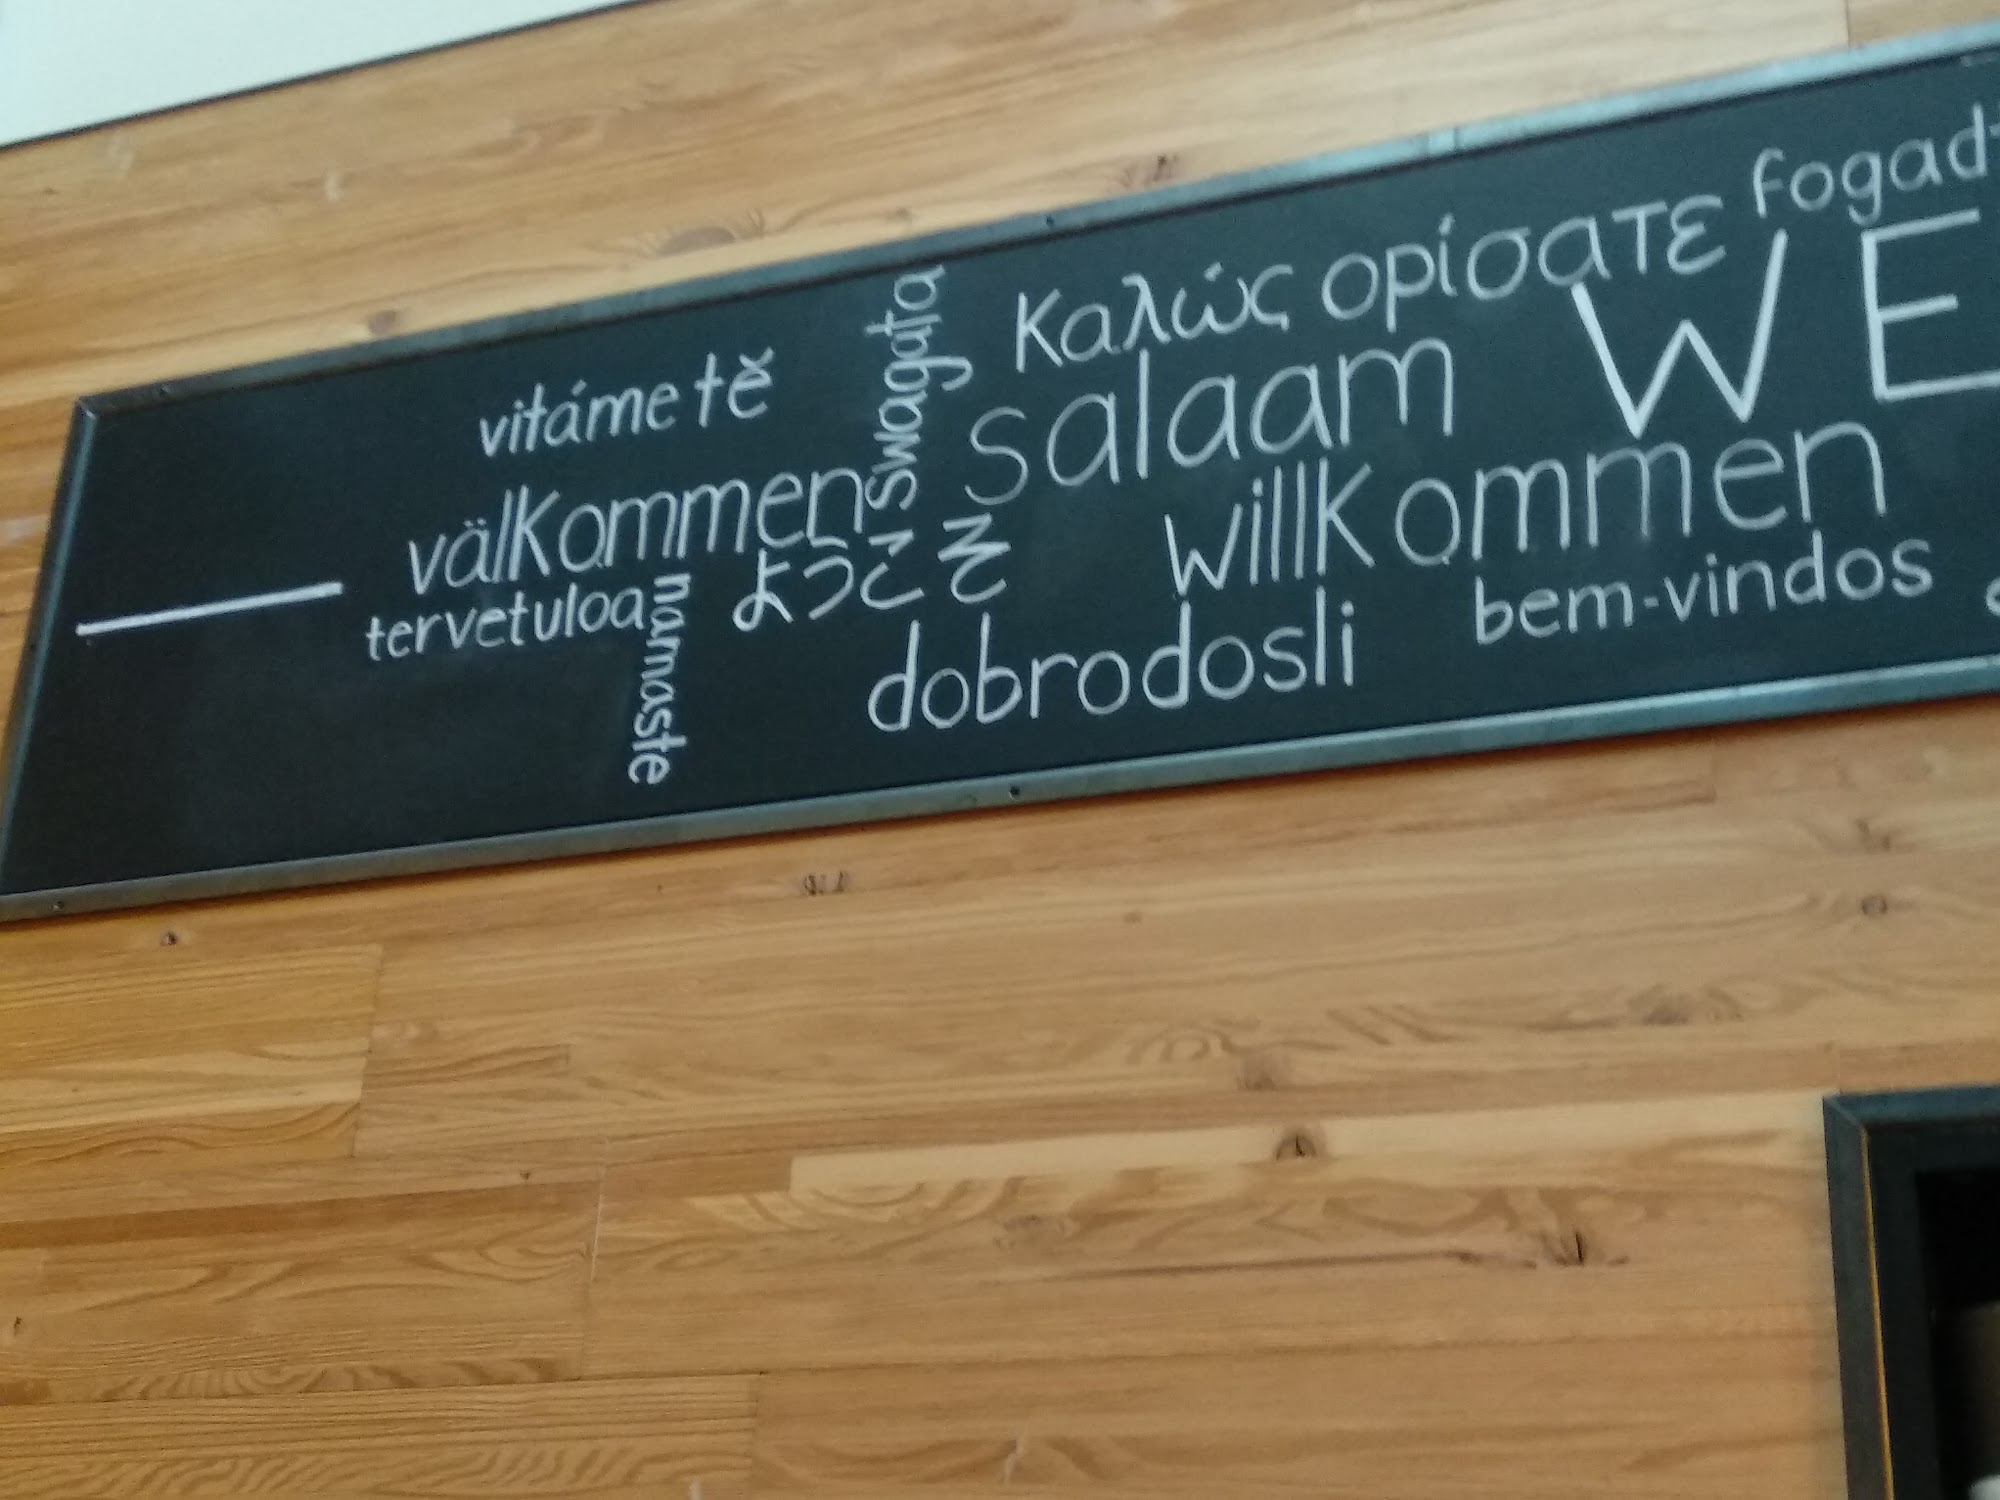 vitáme tě
swagata
Καλώς ορίσατε
fogad
WE
salaam
välkommen
willkommen
ようこそ
tervetuloa
namaste
dobrodosli
bem-vindos